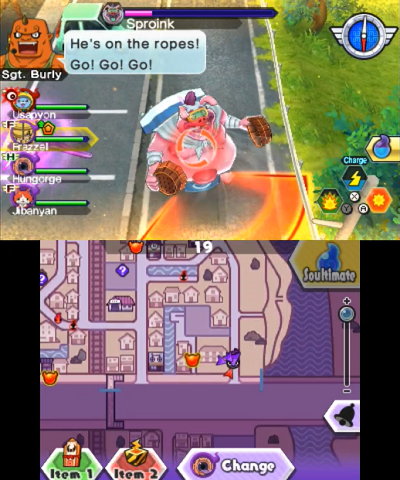 Sproink
He's on the ropes!
Go! Go! Go!
Sgt. Burly
Usapyon
F
Frazzel
H
Hungorge
F
Jibanyan
Charge
X
Y
A
19
Soultimate
?
?
+
-
Item 1
Item 2
Change